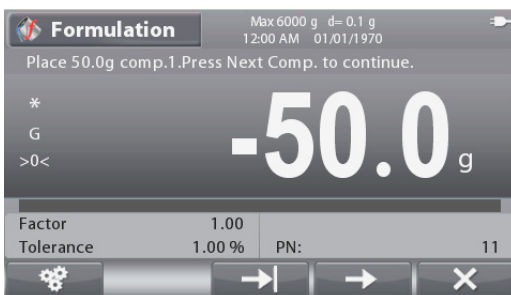 Formulation
Max 6000 g d= 0.1 g
12:00 AM 01/01/1970
Place 50.0g comp.1.Press Next Comp. to continue.
*
G
>0<
-50.0 g
Factor 1.00
Tolerance 1.00 % PN: 11